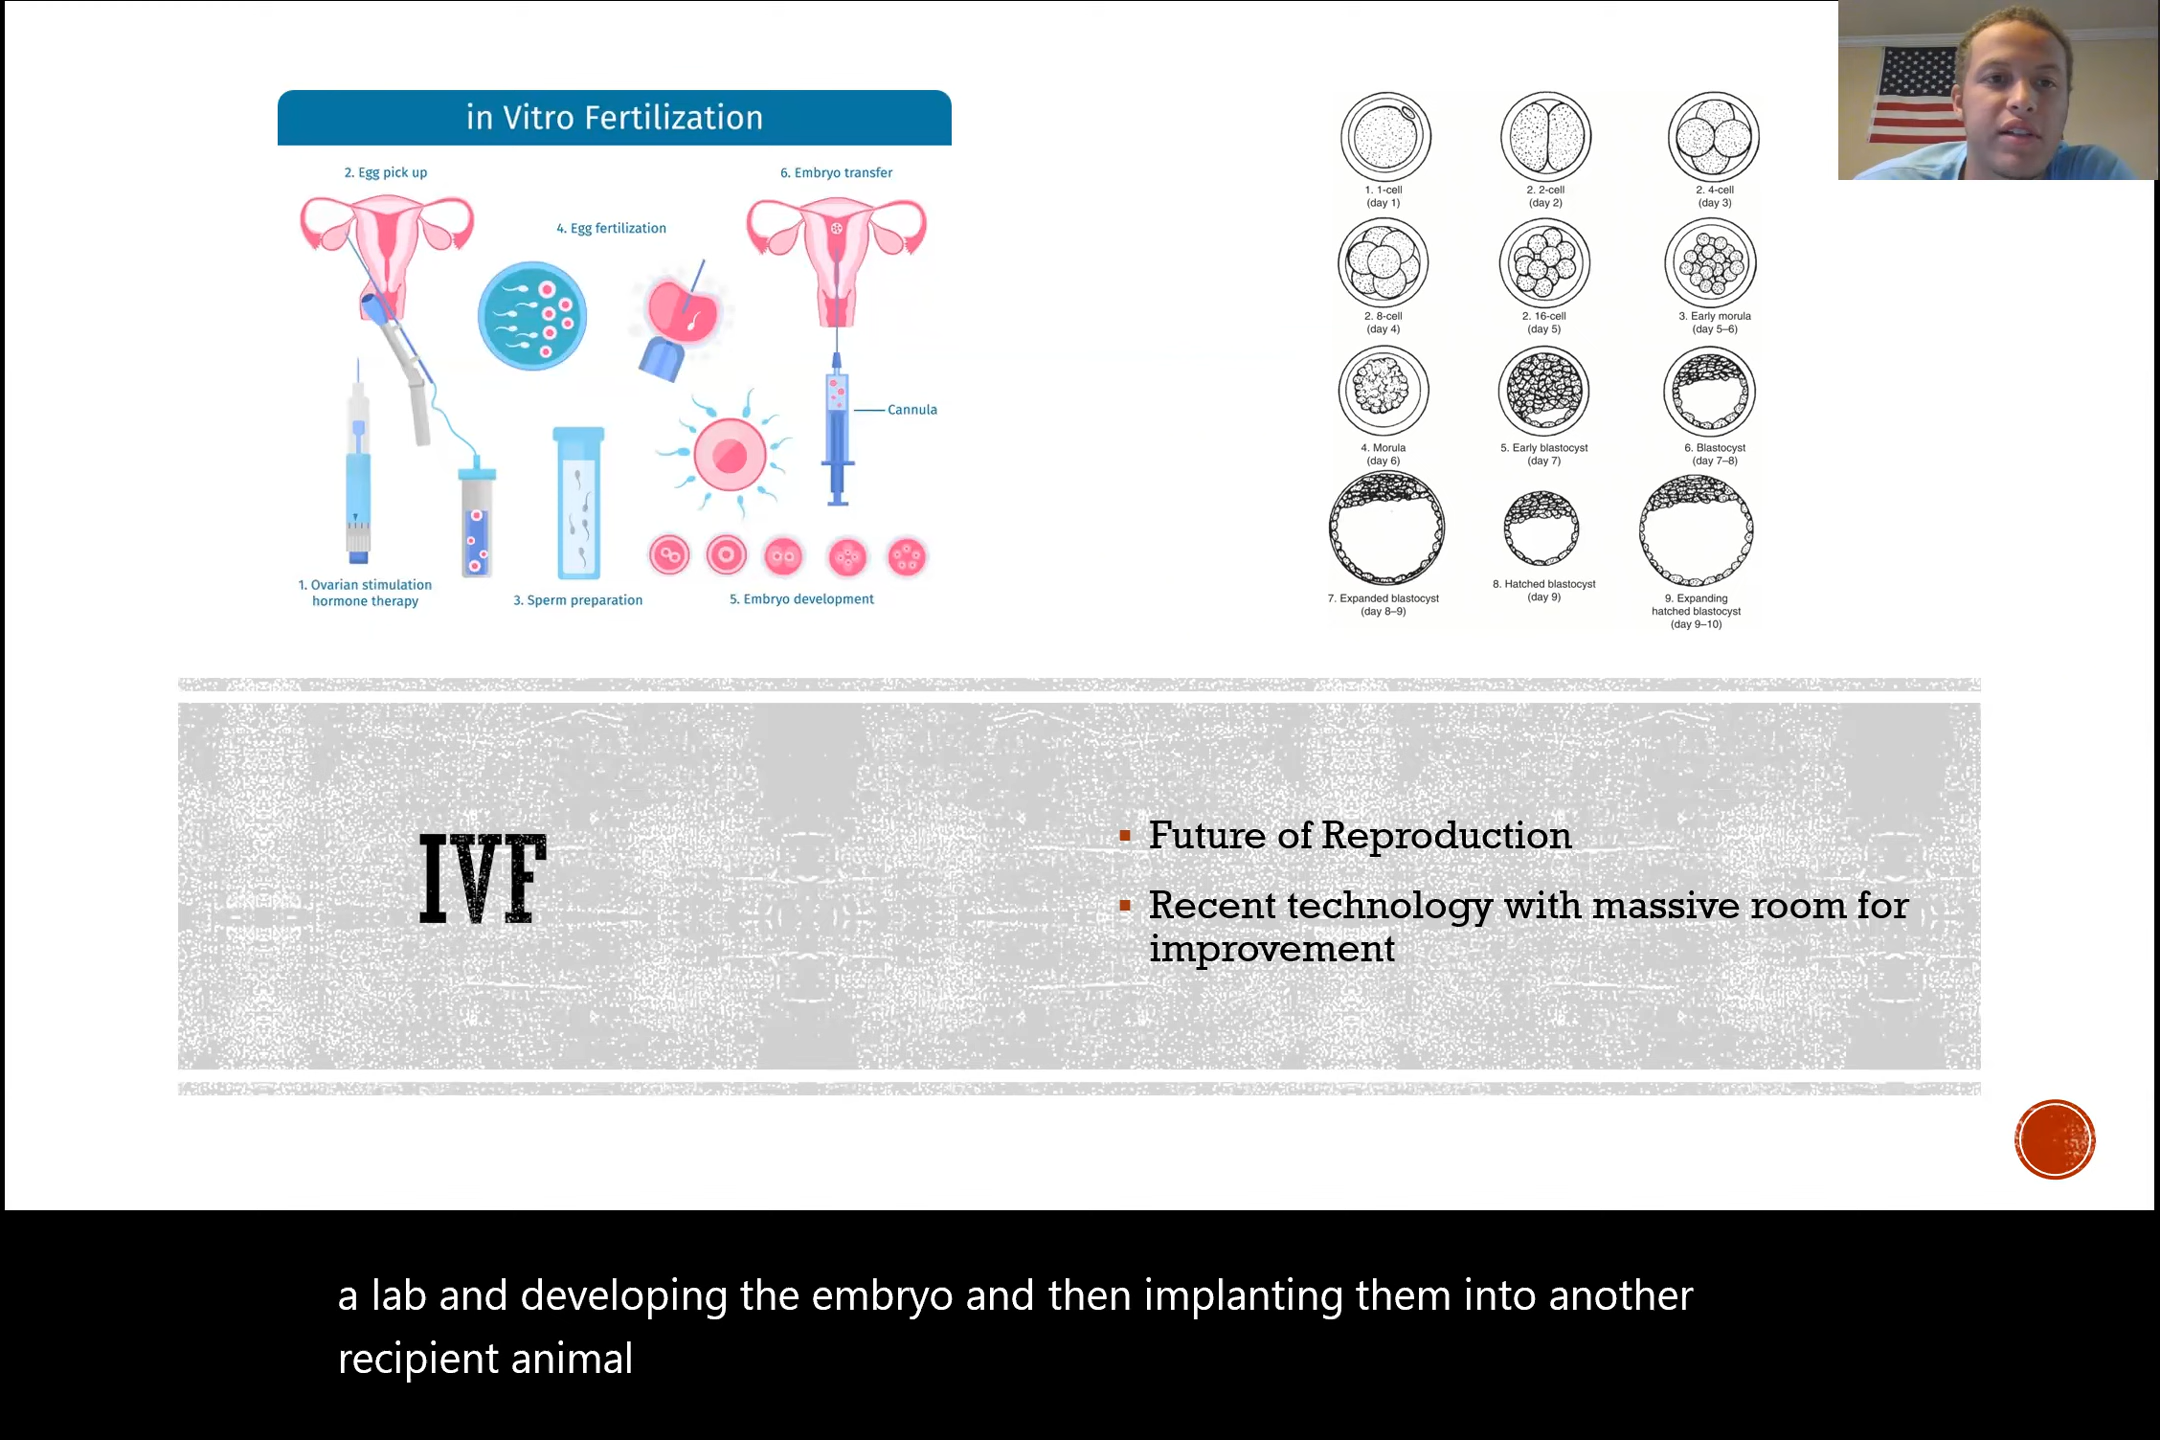 in Vitro Fertilization
2. Egg pick up
6. Embryo transfer
4. Egg fertilization
Cannula
1. Ovarian stimulation
hormone therapy
3. Sperm preparation
5. Embryo development
1. 1-cell
(day 1)
2. 2-cell
(day 2)
2. 4-cell
(day 3)
2. 8-cell
(day 4)
2. 16-cell
(day 5)
3. Early morula
(day 5–6)
4. Morula
(day 6)
5. Early blastocyst
(day 7)
6. Blastocyst
(day 7–8)
7. Expanded blastocyst
(day 8–9)
8. Hatched blastocyst
(day 9)
9. Expanding
hatched blastocyst
(day 9–10)
IVF
▪ Future of Reproduction
▪ Recent technology with massive room for
improvement
a lab and developing the embryo and then implanting them into another
recipient animal